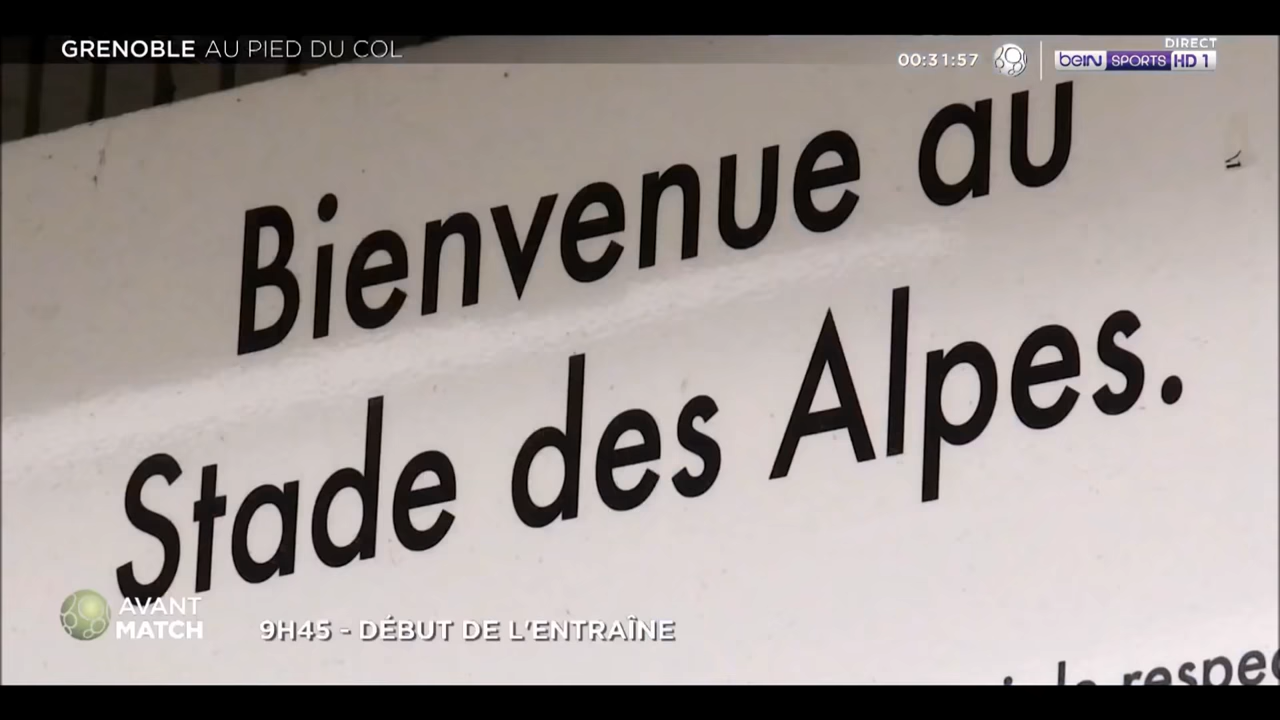 GRENOBLE AU PIED DU COL
DIRECT
00:31:57
beIN SPORTS HD 1
Bienvenue au
Stade des Alpes.
AVANT
MATCH
9H45 - DÉBUT DE L'ENTRAÎNE